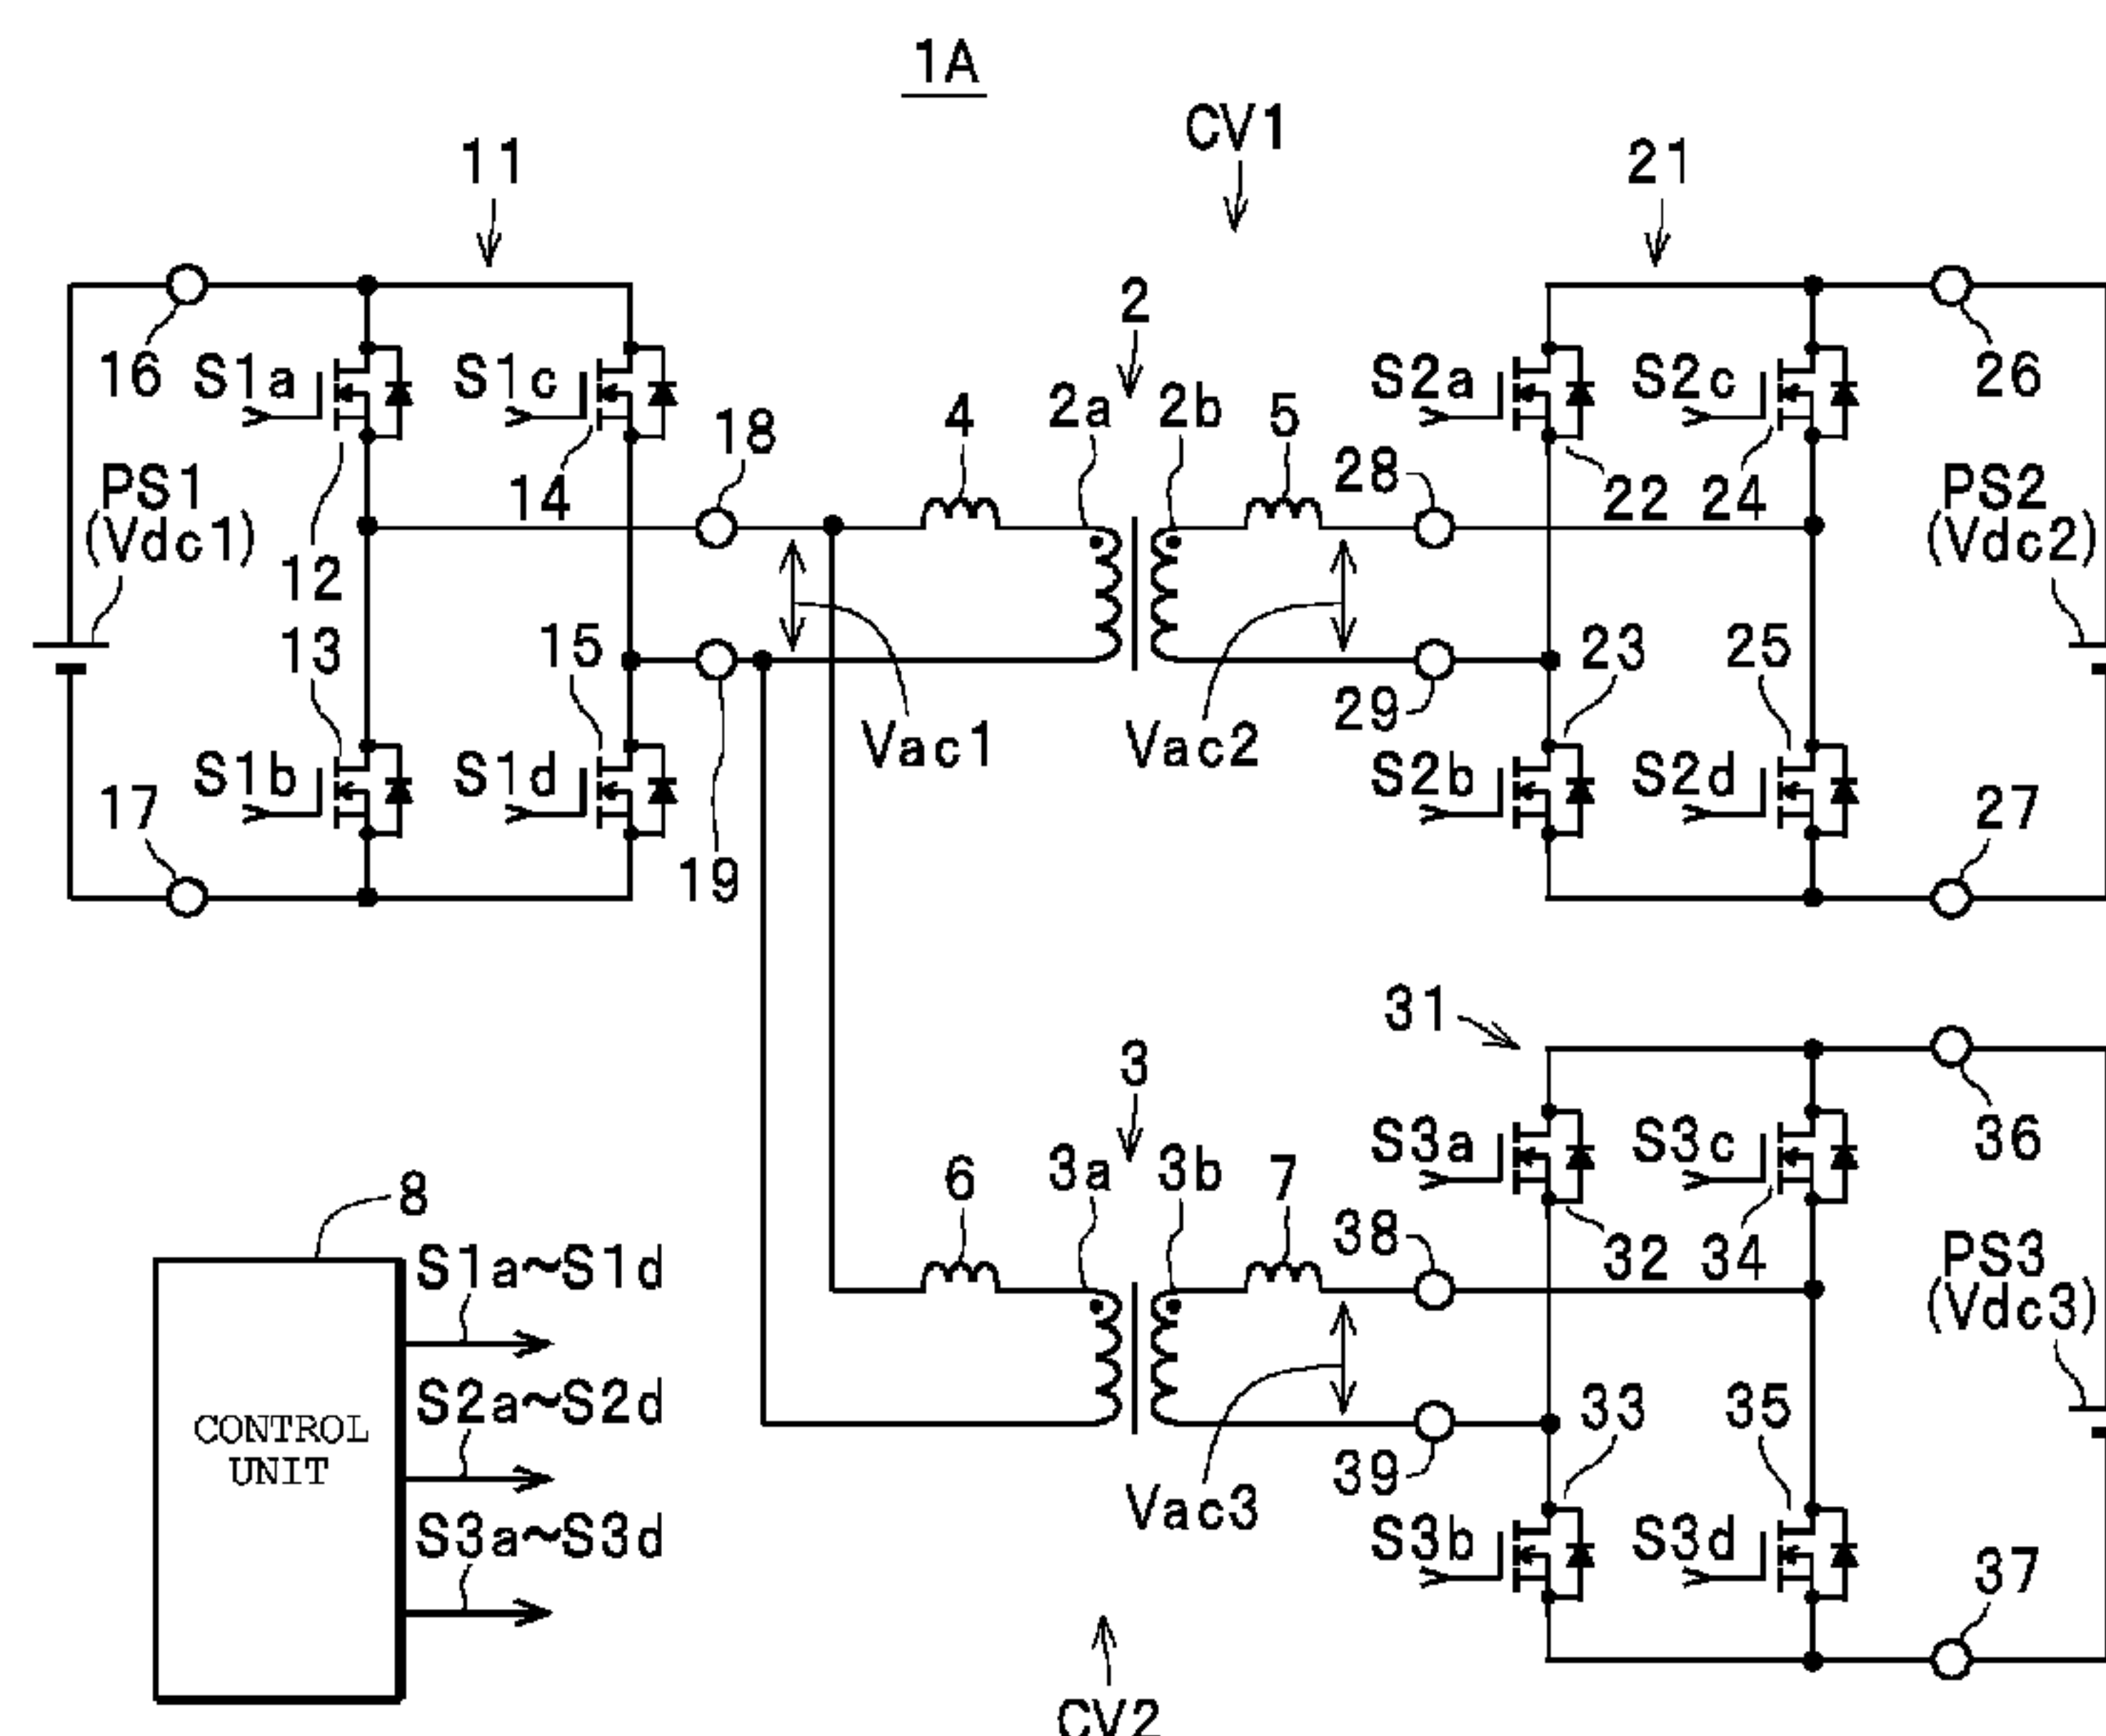 1A
CV1
11
21
2
16
S1a
S1c
2a
2b
4
5
18
S2a
S2c
26
PS1
(Vdc1)
12
14
28
22
24
PS2
(Vdc2)
13
15
23
25
29
Vac1
Vac2
S1b
S1d
S2b
S2d
17
19
27
31
3
36
S3a
S3c
6
3a
3b
7
38
32
34
PS3
(Vdc3)
8
S1a~S1d
S2a~S2d
S3a~S3d
CONTROL
UNIT
33
35
39
Vac3
S3b
S3d
37
CV2